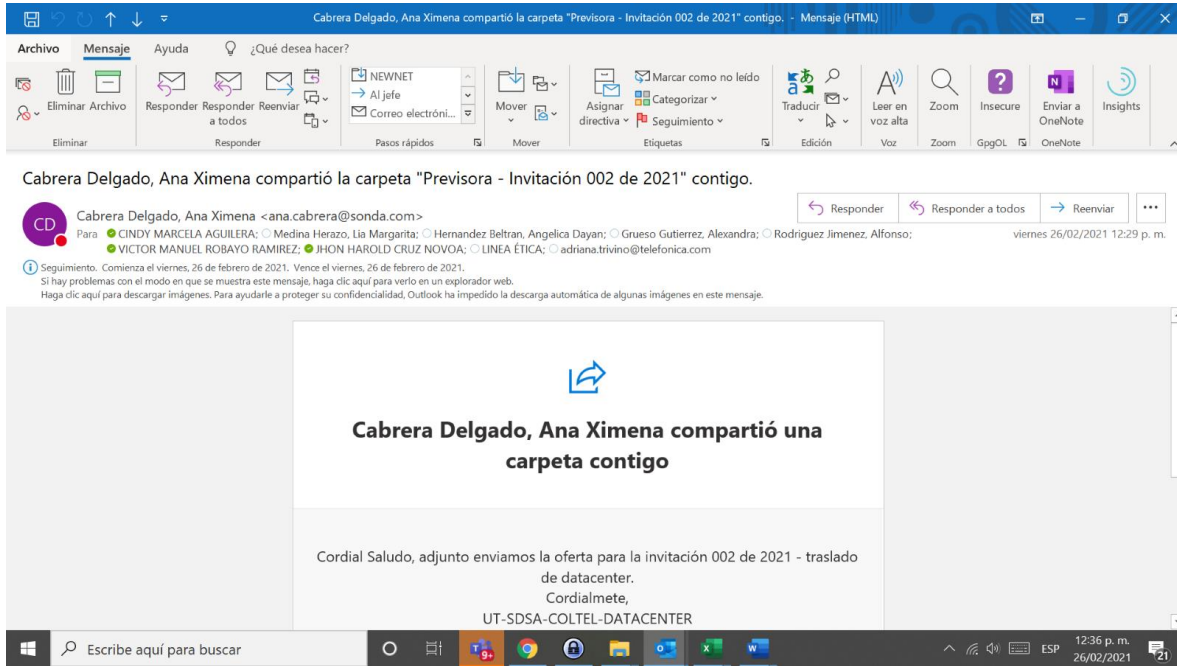 Cabrera Delgado, Ana Ximena compartió la carpeta "Previsora - Invitación 002 de 2021" contigo. - Mensaje (HTML)
Archivo Mensaje Ayuda ¿Qué desea hacer?
Eliminar Archivo
Responder Responder a todos Reenviar
NEWNET
Al jefe
Correo electróni...
Mover
Asignar directiva
Marcar como no leído
Categorizar
Seguimiento
Traducir
Leer en voz alta
Zoom
Insecure
Enviar a OneNote
Insights
Eliminar Responder Pasos rápidos Mover Etiquetas Edición Voz Zoom GpgOL OneNote
Cabrera Delgado, Ana Ximena compartió la carpeta "Previsora - Invitación 002 de 2021" contigo.
Responder Responder a todos Reenviar
CD
Cabrera Delgado, Ana Ximena <ana.cabrera@sonda.com>
Para CINDY MARCELA AGUILERA; Medina Herazo, Lia Margarita; Hernandez Beltran, Angelica Dayan; Grueso Gutierrez, Alexandra; Rodriguez Jimenez, Alfonso;
viernes 26/02/2021 12:29 p. m.
VICTOR MANUEL ROBAYO RAMIREZ; JHON HAROLD CRUZ NOVOA; LINEA ÉTICA; adriana.trivino@telefonica.com
Seguimiento. Comienza el viernes, 26 de febrero de 2021. Vence el viernes, 26 de febrero de 2021.
Si hay problemas con el modo en que se muestra este mensaje, haga clic aquí para verlo en un explorador web.
Haga clic aquí para descargar imágenes. Para ayudarle a proteger su confidencialidad, Outlook ha impedido la descarga automática de algunas imágenes en este mensaje.
Cabrera Delgado, Ana Ximena compartió una
carpeta contigo
Cordial Saludo, adjunto enviamos la oferta para la invitación 002 de 2021 - traslado
de datacenter.
Cordialmete,
UT-SDSA-COLTEL-DATACENTER
Escribe aquí para buscar
9+
ESP
12:36 p. m.
26/02/2021
21